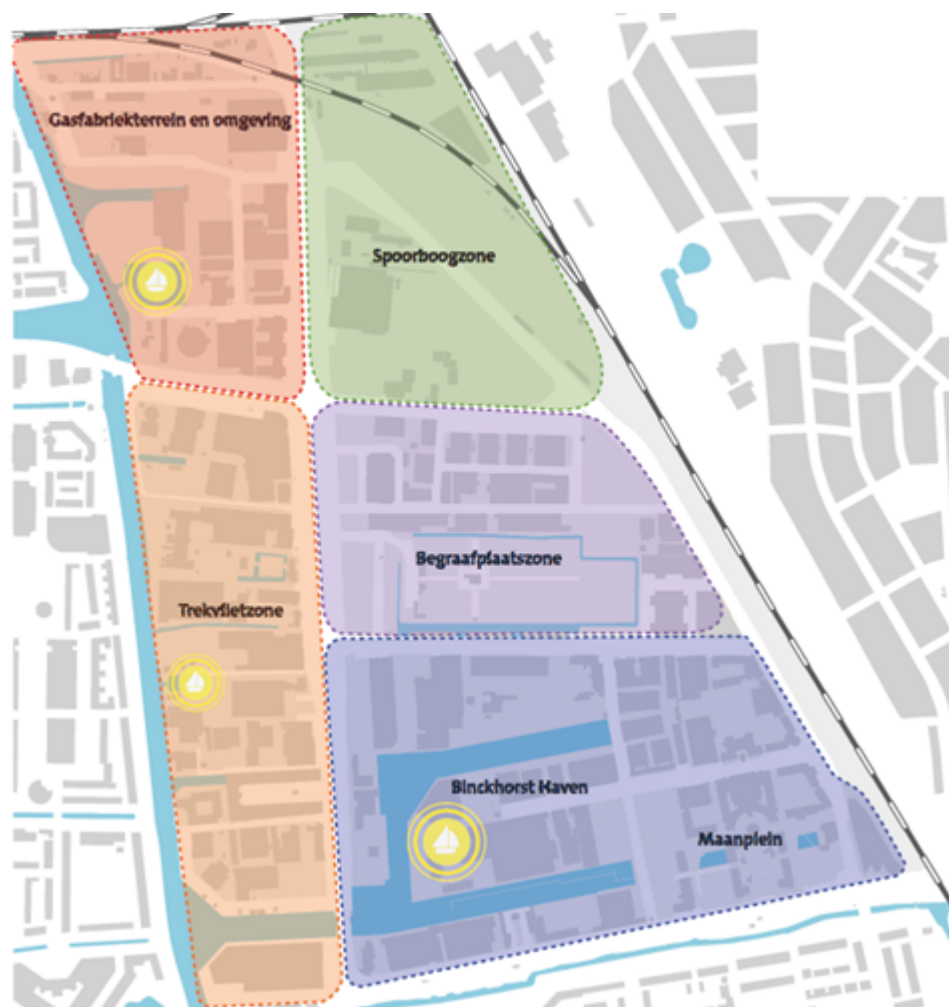 Gasfabriekterrein en omgeving
Spoorboogzone
Begraafplaatszone
Trekvlietzone
Binckhorst Haven
Maanplein